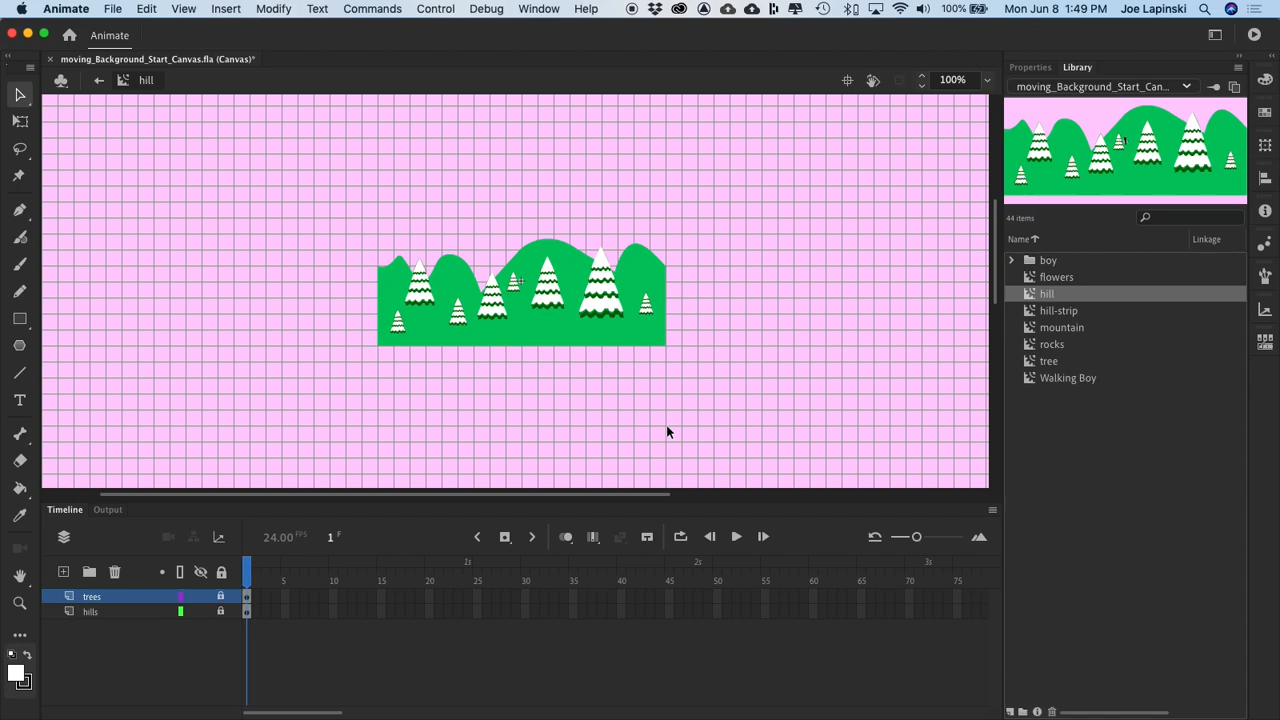 Animate File Edit View Insert Modify Text Commands Control Debug Window Help 100% Mon Jun 8 1:49 PM Joe Lapinski
Animate
moving_Background_Start_Canvas.fla (Canvas)*
hill 100%
Properties Library
moving_Background_Start_Can...
44 items
Name Linkage
boy
flowers
hill
hill-strip
mountain
rocks
tree
Walking Boy
Timeline Output
24.00 FPS 1 F
1s 2s 3s
5 10 15 20 25 30 35 40 45 50 55 60 65 70 75
trees
hills